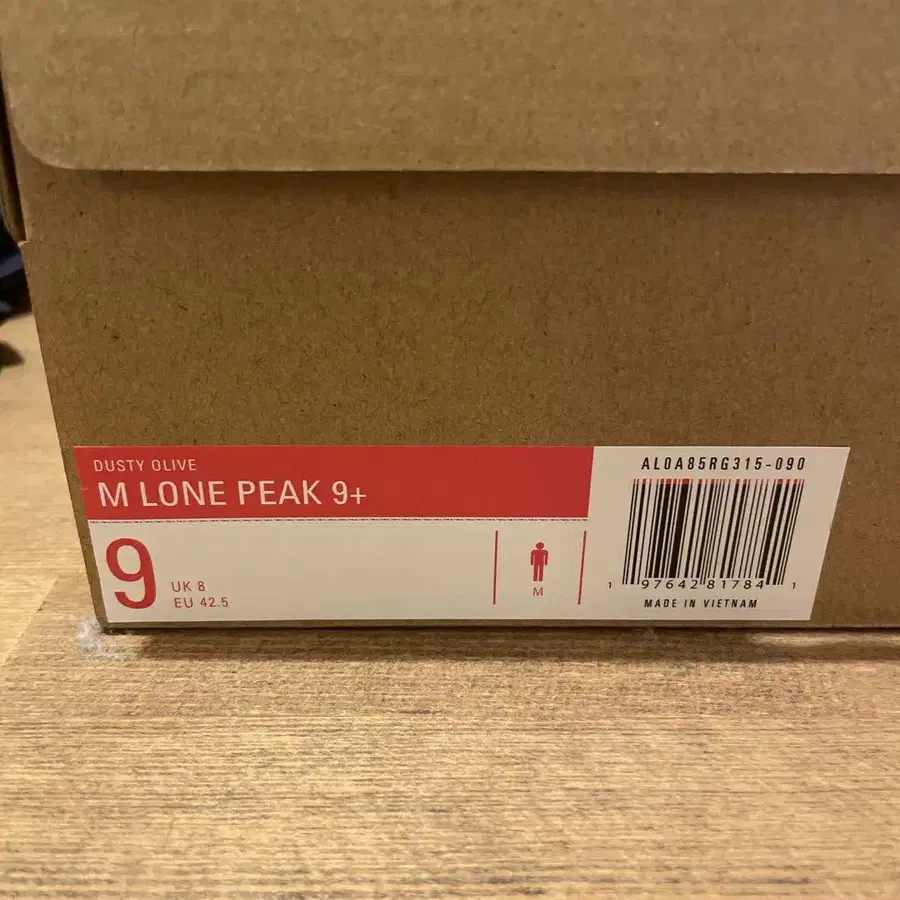 DUSTY OLIVE
M LONE PEAK 9+
9
UK 8
EU 42.5
M
AL0A85RG315-090
1 97642 81784 1
MADE IN VIETNAM